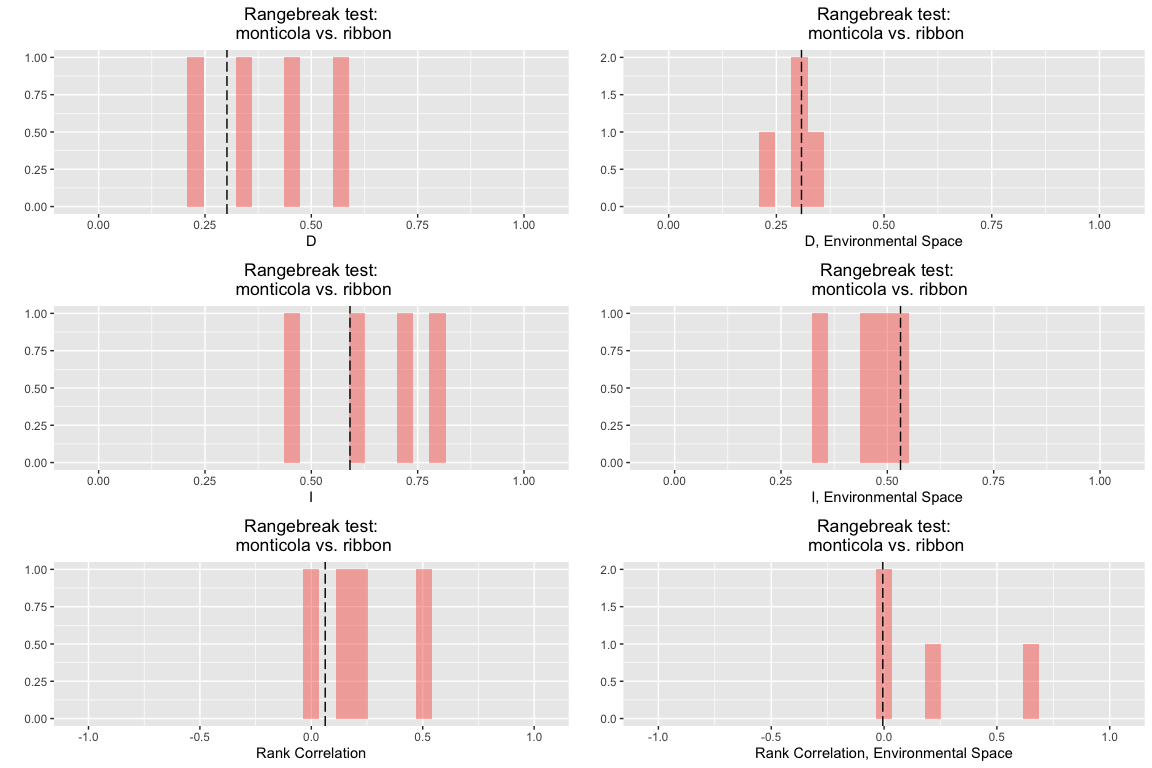 Rangebreak test:
monticola vs. ribbon
1.00
0.75
0.50
0.25
0.00
0.00 0.25 0.50 0.75 1.00
D
Rangebreak test:
monticola vs. ribbon
2.0
1.5
1.0
0.5
0.0
0.00 0.25 0.50 0.75 1.00
D, Environmental Space
Rangebreak test:
monticola vs. ribbon
1.00
0.75
0.50
0.25
0.00
0.00 0.25 0.50 0.75 1.00
I
Rangebreak test:
monticola vs. ribbon
1.00
0.75
0.50
0.25
0.00
0.00 0.25 0.50 0.75 1.00
I, Environmental Space
Rangebreak test:
monticola vs. ribbon
1.00
0.75
0.50
0.25
0.00
-1.0 -0.5 0.0 0.5 1.0
Rank Correlation
Rangebreak test:
monticola vs. ribbon
2.0
1.5
1.0
0.5
0.0
-1.0 -0.5 0.0 0.5 1.0
Rank Correlation, Environmental Space